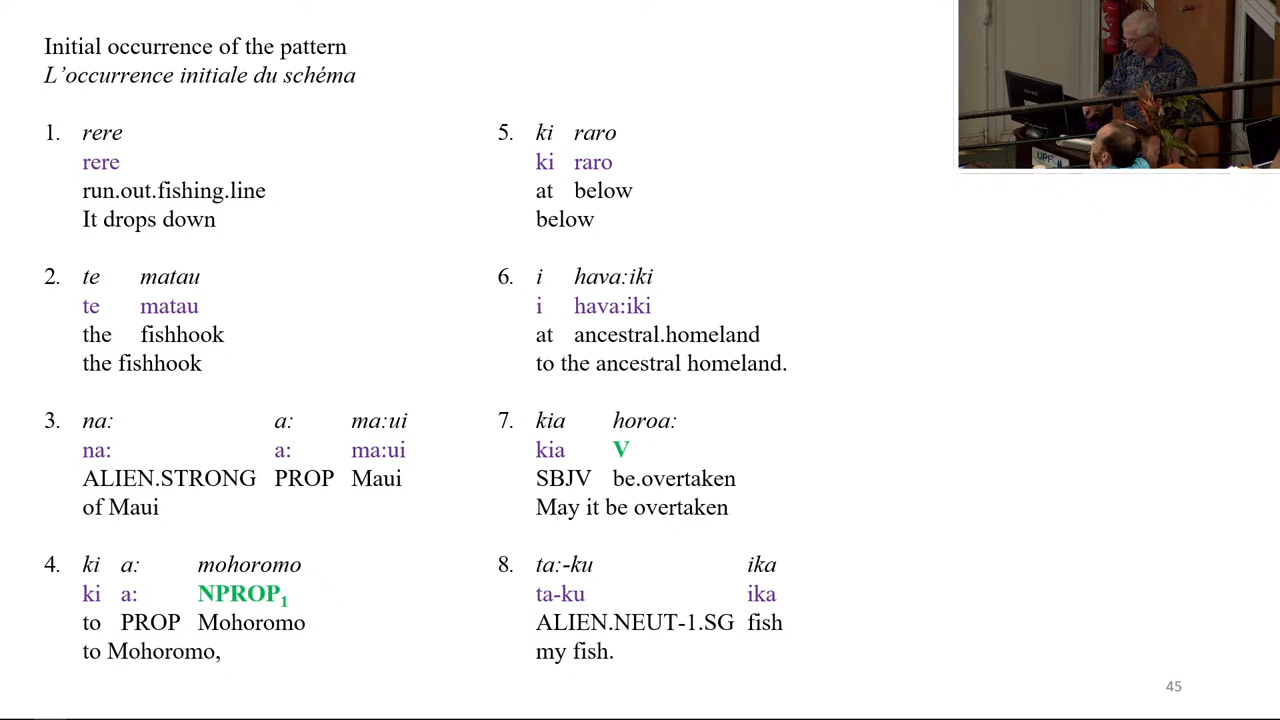 Initial occurrence of the pattern
L'occurrence initiale du schéma
1. rere
rere
run.out.fishing.line
It drops down
2. te matau
te matau
the fishhook
the fishhook
3. na: a: ma:ui
na: a: ma:ui
ALIEN.STRONG PROP Maui
of Maui
4. ki a: mohoromo
ki a: NPROP1
to PROP Mohoromo
to Mohoromo,
5. ki raro
ki raro
at below
below
6. i hava:iki
i hava:iki
at ancestral.homeland
to the ancestral homeland.
7. kia horoa:
kia V
SBJV be.overtaken
May it be overtaken
8. ta:-ku ika
ta-ku ika
ALIEN.NEUT-1.SG fish
my fish.
45